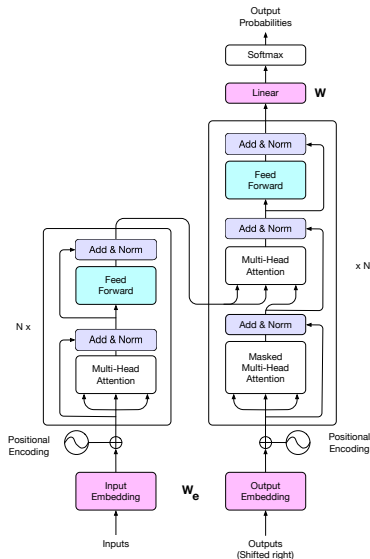 Output
Probabilities
Softmax
Linear
W
Add & Norm
Feed
Forward
Add & Norm
Multi-Head
Attention
Add & Norm
Masked
Multi-Head
Attention
x N
Add & Norm
Feed
Forward
Add & Norm
Multi-Head
Attention
N x
Positional
Encoding
Positional
Encoding
Input
Embedding
We
Output
Embedding
Inputs
Outputs
(Shifted right)